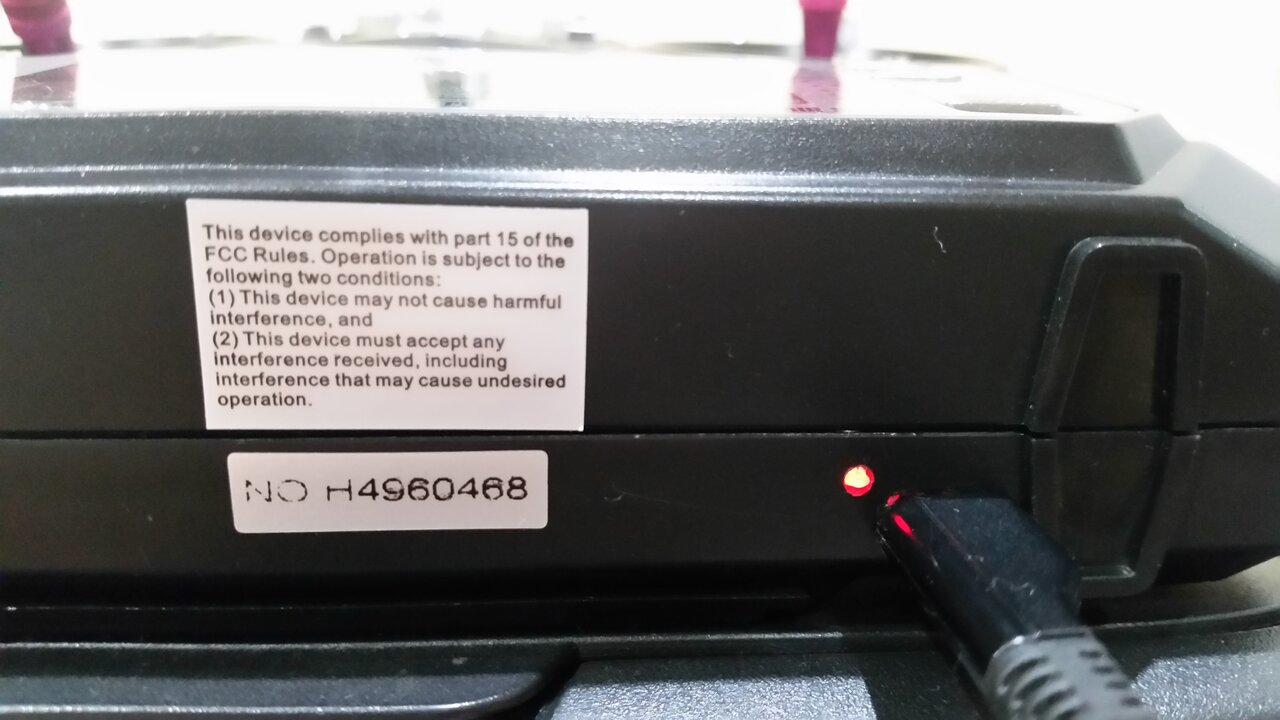 This device complies with part 15 of the
FCC Rules. Operation is subject to the
following two conditions:
(1) This device may not cause harmful
interference, and
(2) This device must accept any
interference received, including
interference that may cause undesired
operation.
NO H4960468